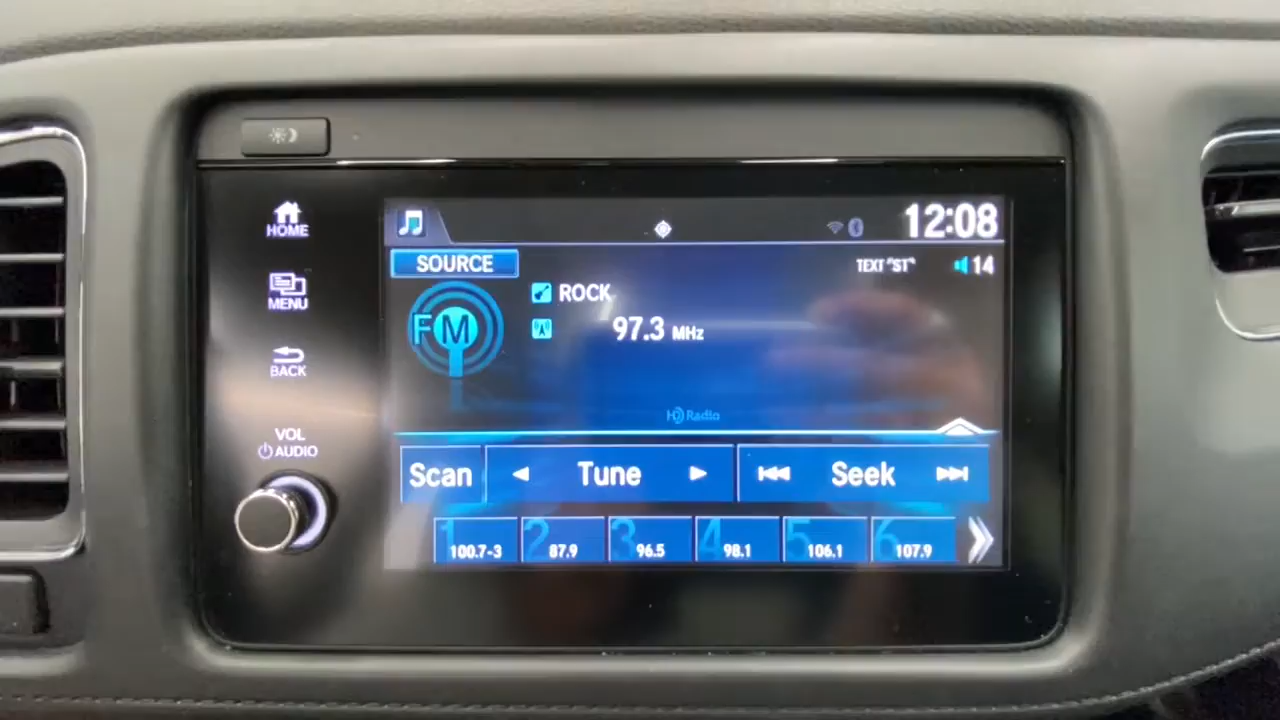 HOME
MENU
BACK
VOL
AUDIO
12:08
SOURCE
TEXT "ST"
14
FM
ROCK
97.3 MHz
HD Radio
Scan
Tune
Seek
1 2 3 4 5 6
100.7-3 87.9 96.5 98.1 106.1 107.9